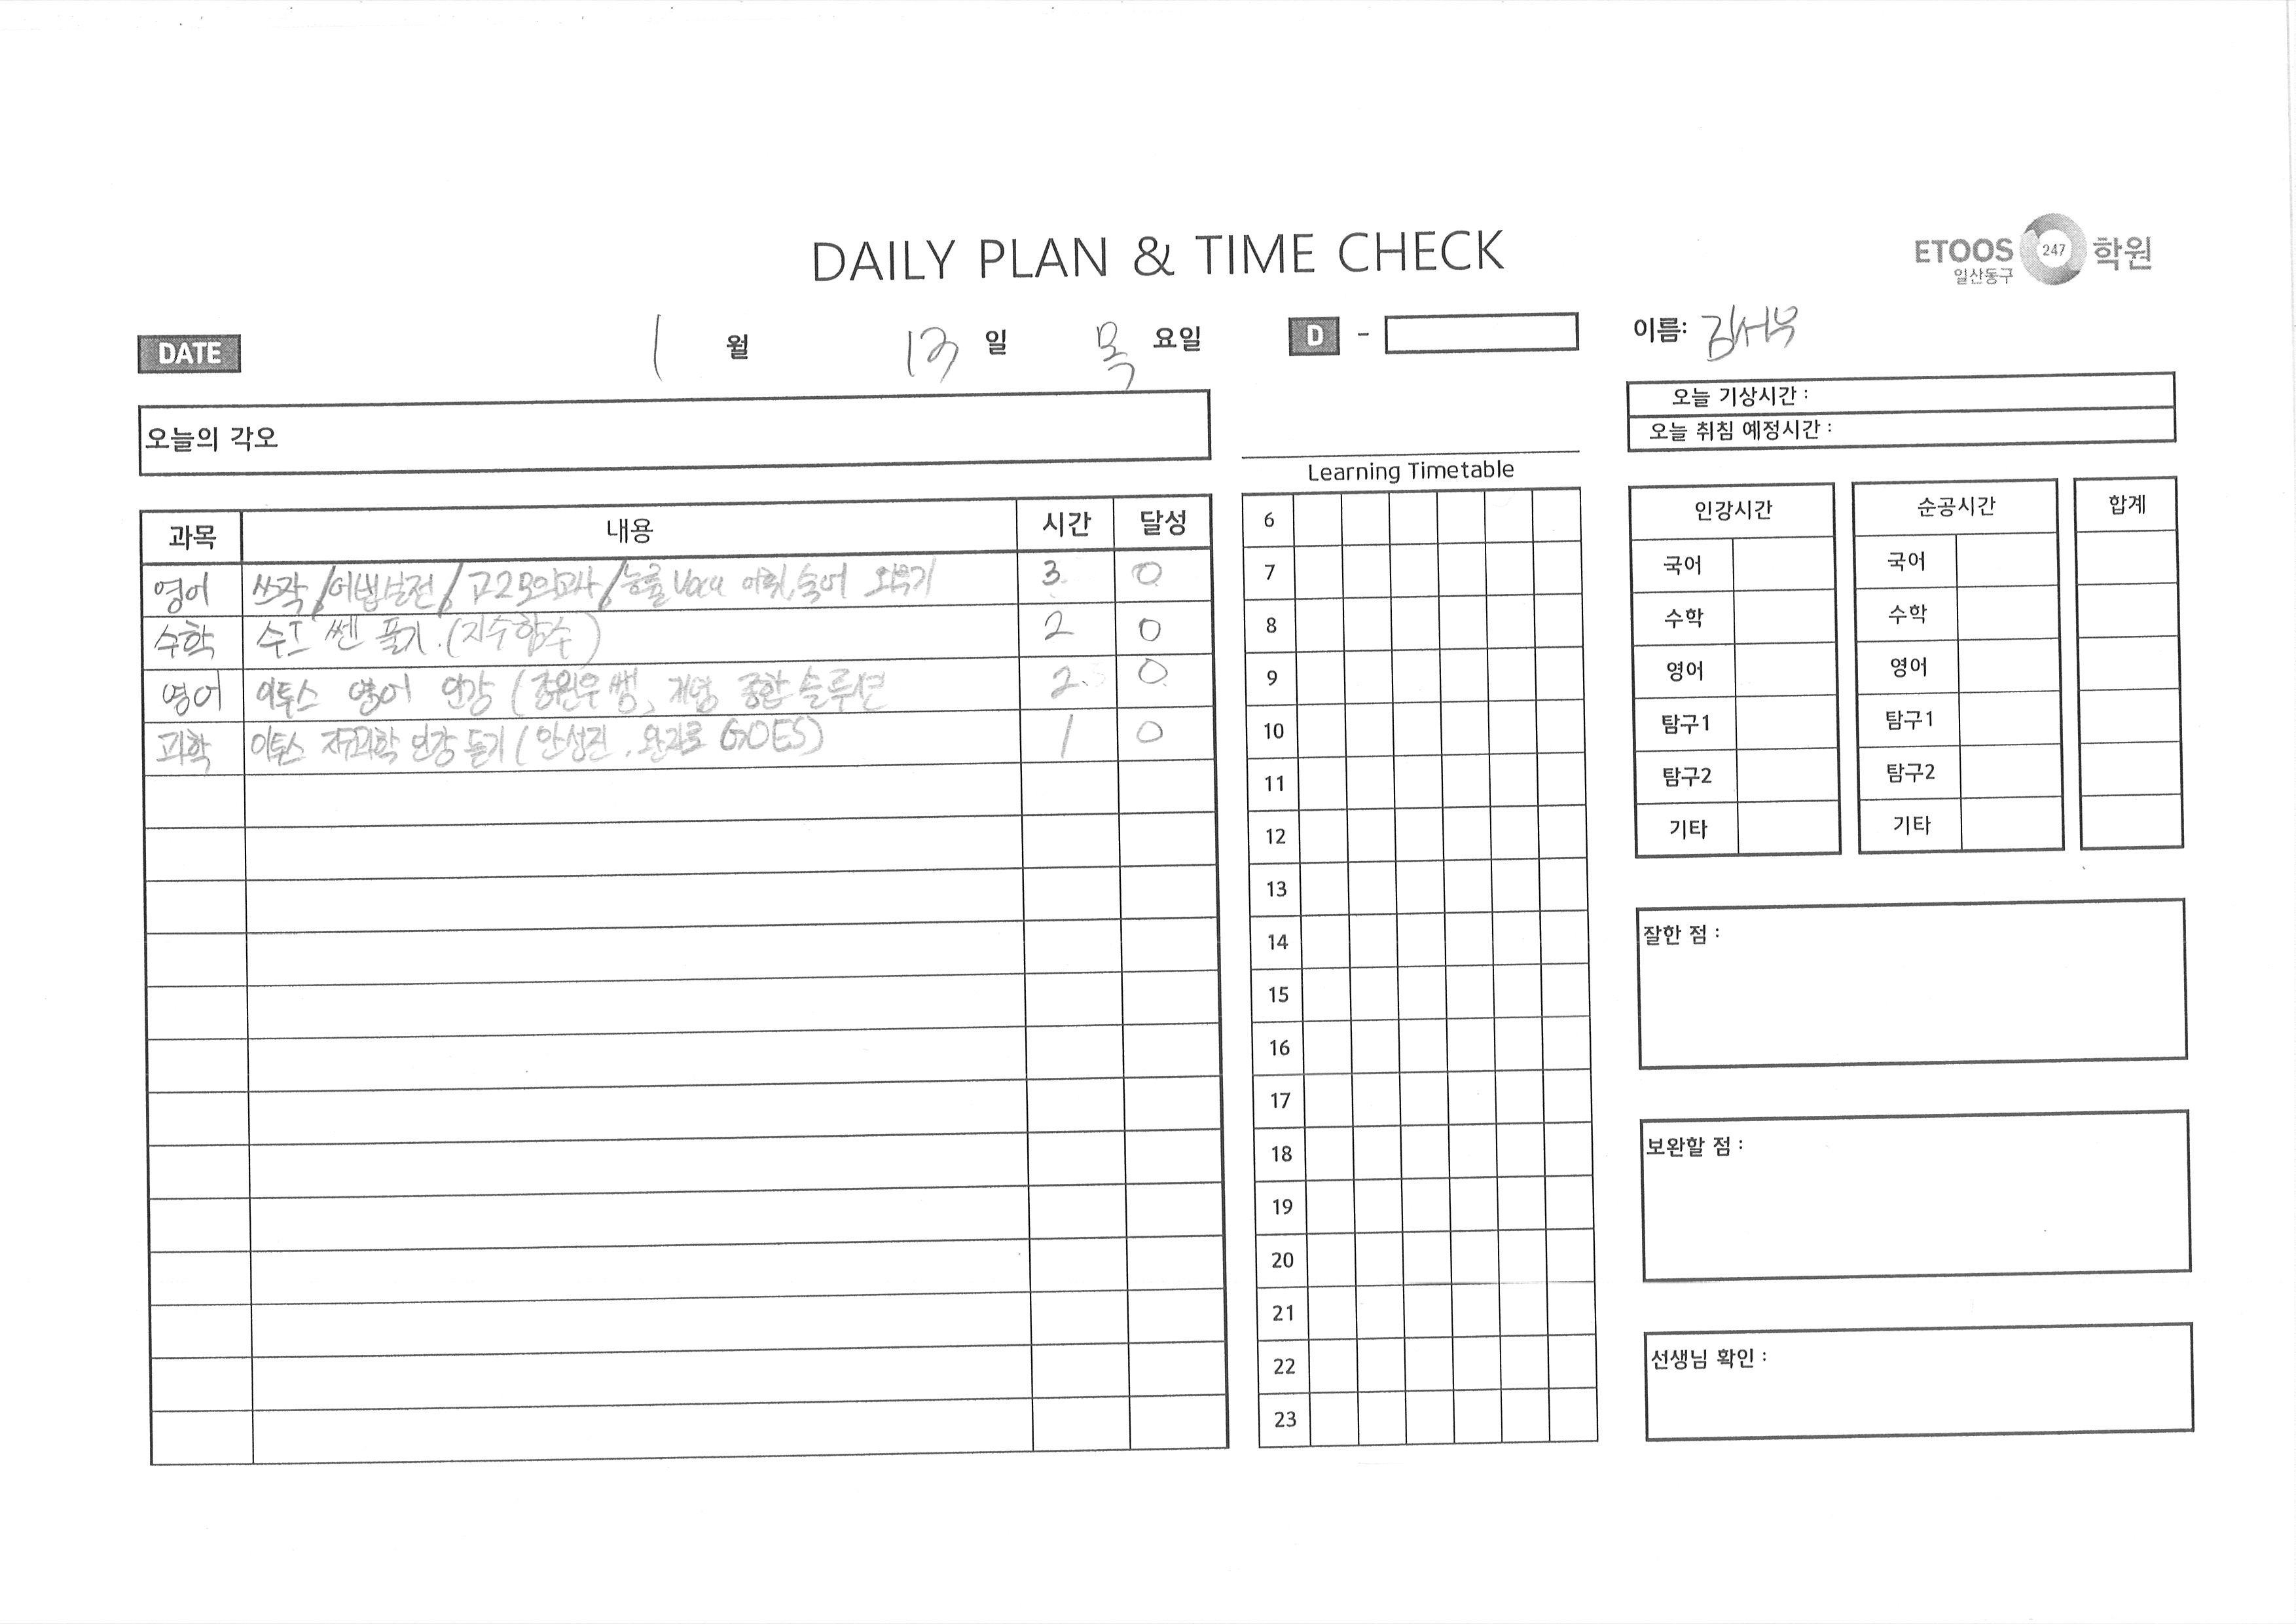 DAILY PLAN & TIME CHECK
ETOOS 247 학원
일산동구
DATE 1 월 13 일 목 요일 D -
이름: 김서우
오늘 기상시간 :
오늘 취침 예정시간 :
오늘의 각오
Learning Timetable
과목 내용 시간 달성
영어 쓰작 / 어법실전 / 고2모의고사 / 능률 Voca 어휘, 숙어 외우기 3 0
수학 수I 쎈 풀기. (지수함수) 2 0
영어 이투스 영어 인강 ( 쌤, 개념 종합 솔루션 2 0
과학 이투스 지구과학 인강 듣기 ( 안성진, 완자로 GOES) 1 0
6
7
8
9
10
11
12
13
14
15
16
17
18
19
20
21
22
23
인강시간 순공시간 합계
국어 국어
수학 수학
영어 영어
탐구1 탐구1
탐구2 탐구2
기타 기타
잘한 점 :
보완할 점 :
선생님 확인 :